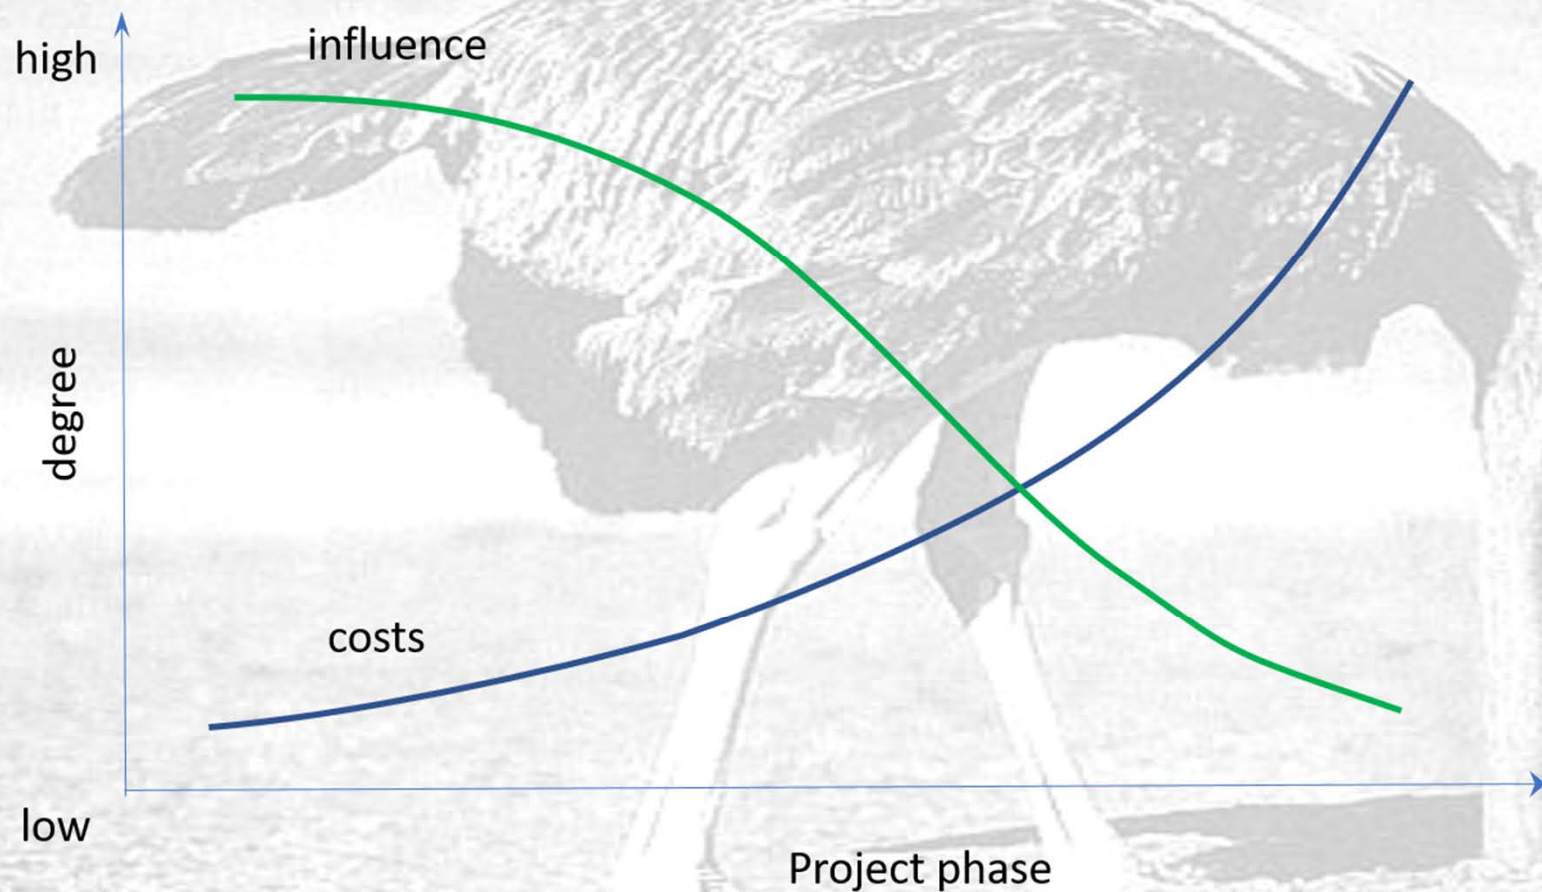 high
influence
degree
costs
low
Project phase